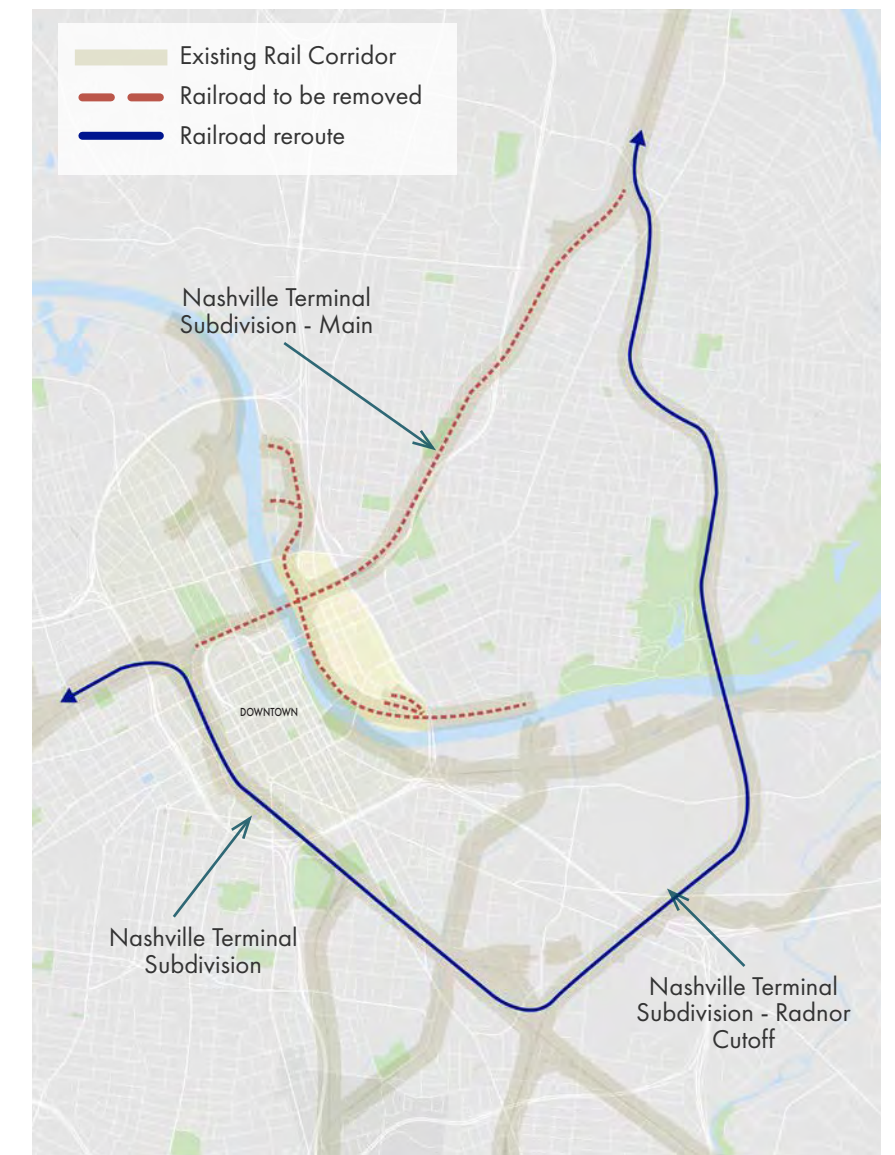 Existing Rail Corridor
Railroad to be removed
Railroad reroute
Nashville Terminal
Subdivision - Main
DOWNTOWN
Nashville Terminal
Subdivision
Nashville Terminal
Subdivision - Radnor
Cutoff